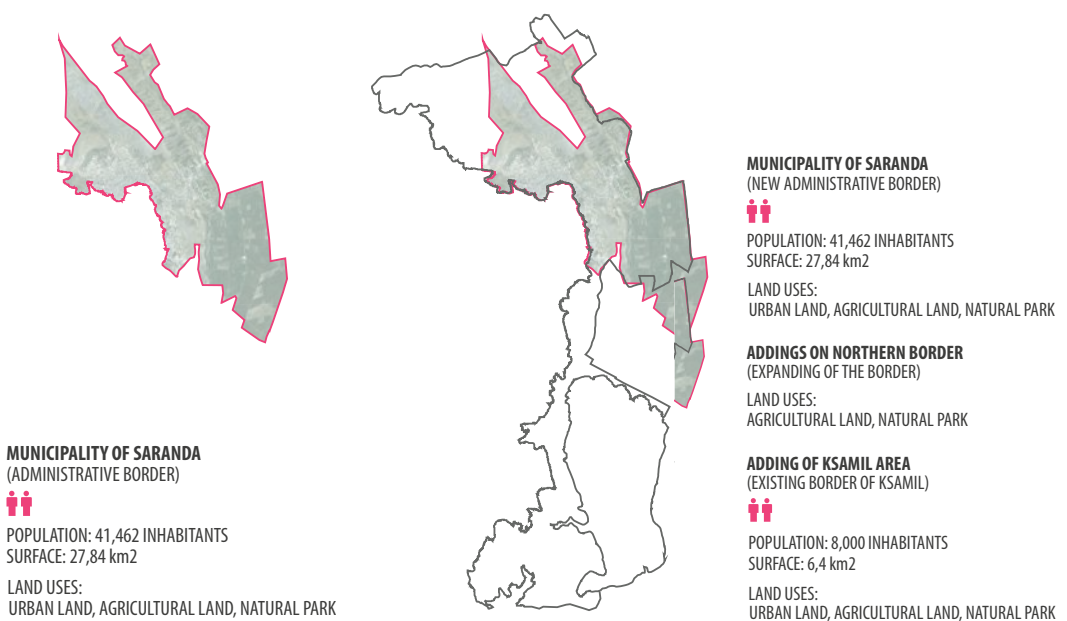 MUNICIPALITY OF SARANDA
(ADMINISTRATIVE BORDER)
POPULATION: 41,462 INHABITANTS
SURFACE: 27,84 km2
LAND USES:
URBAN LAND, AGRICULTURAL LAND, NATURAL PARK
MUNICIPALITY OF SARANDA
(NEW ADMINISTRATIVE BORDER)
POPULATION: 41,462 INHABITANTS
SURFACE: 27,84 km2
LAND USES:
URBAN LAND, AGRICULTURAL LAND, NATURAL PARK
ADDINGS ON NORTHERN BORDER
(EXPANDING OF THE BORDER)
LAND USES:
AGRICULTURAL LAND, NATURAL PARK
ADDING OF KSAMIL AREA
(EXISTING BORDER OF KSAMIL)
POPULATION: 8,000 INHABITANTS
SURFACE: 6,4 km2
LAND USES:
URBAN LAND, AGRICULTURAL LAND, NATURAL PARK